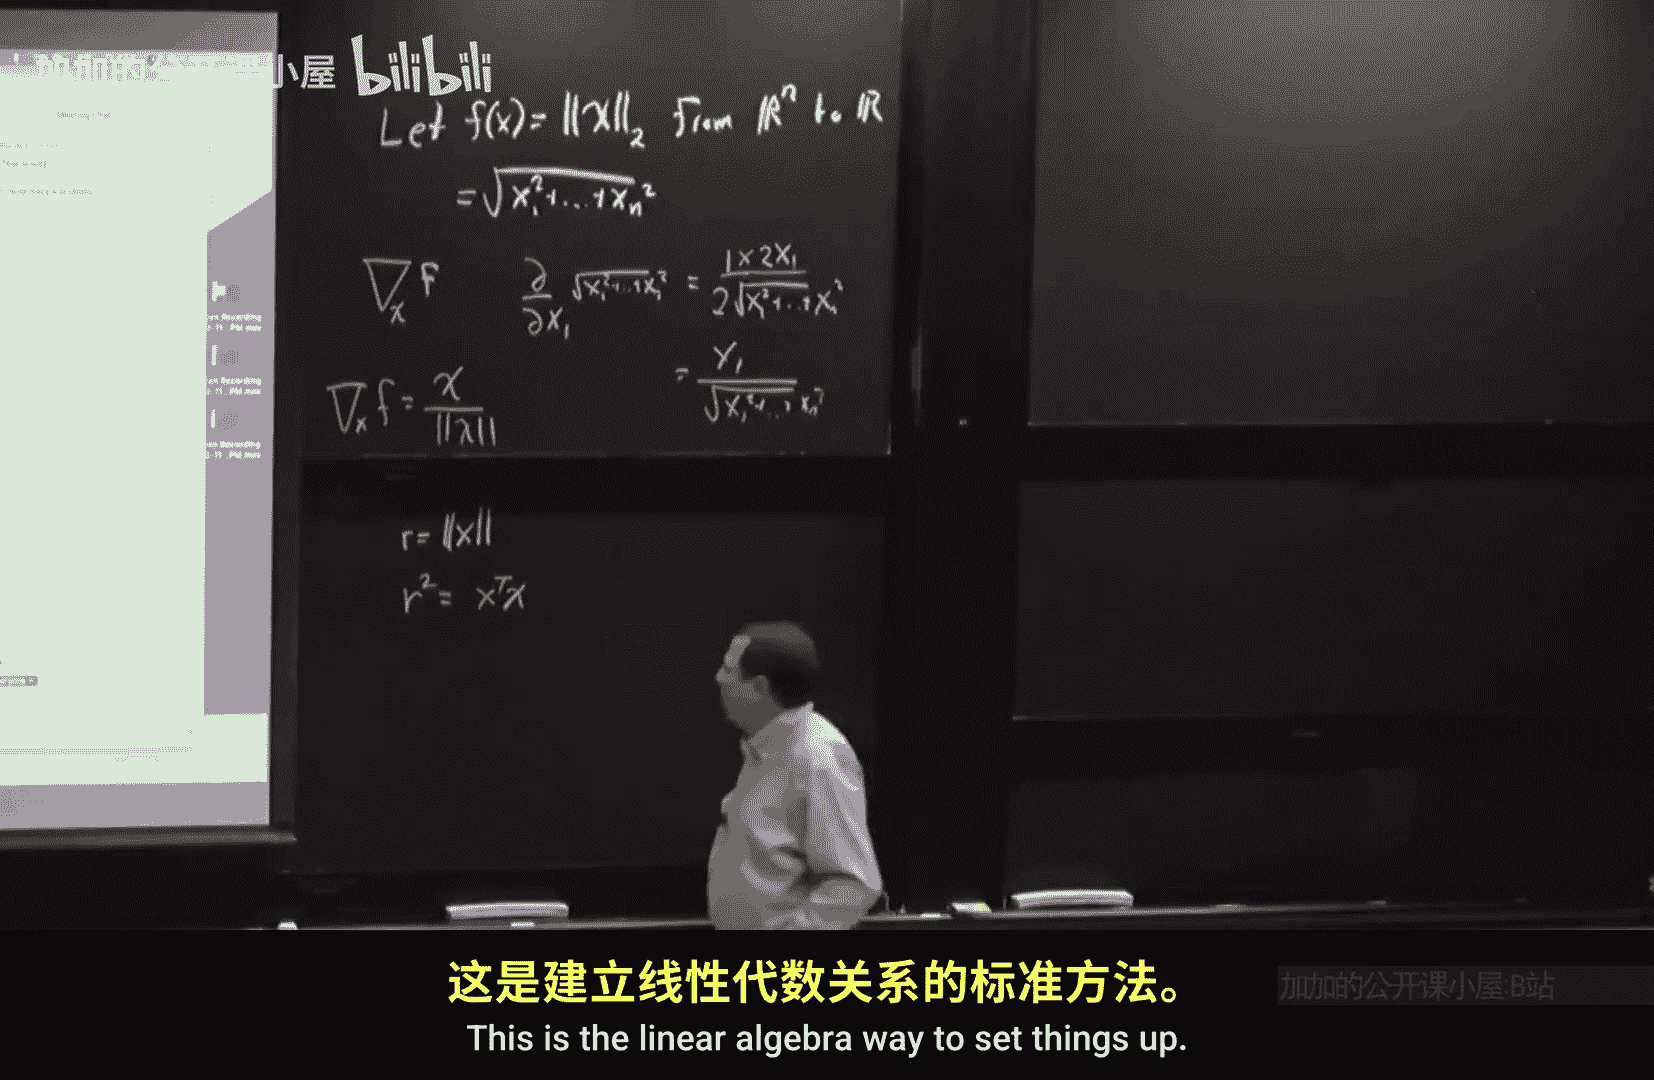 小屋 bilibili
Let f(x) = ||x||₂ from ℝⁿ to ℝ
= √(x₁² + ... + xₙ²)
∇ₓ f
∂/∂x₁ √(x₁² + ... + xₙ²) = (1 × 2x₁) / (2√(x₁² + ... + xₙ²))
= x₁ / √(x₁² + ... + xₙ²)
∇ₓ f = x / ||x||
r = ||x||
r² = xᵀx
这是建立线性代数关系的标准方法。
加加的公开课小屋:B站
This is the linear algebra way to set things up.